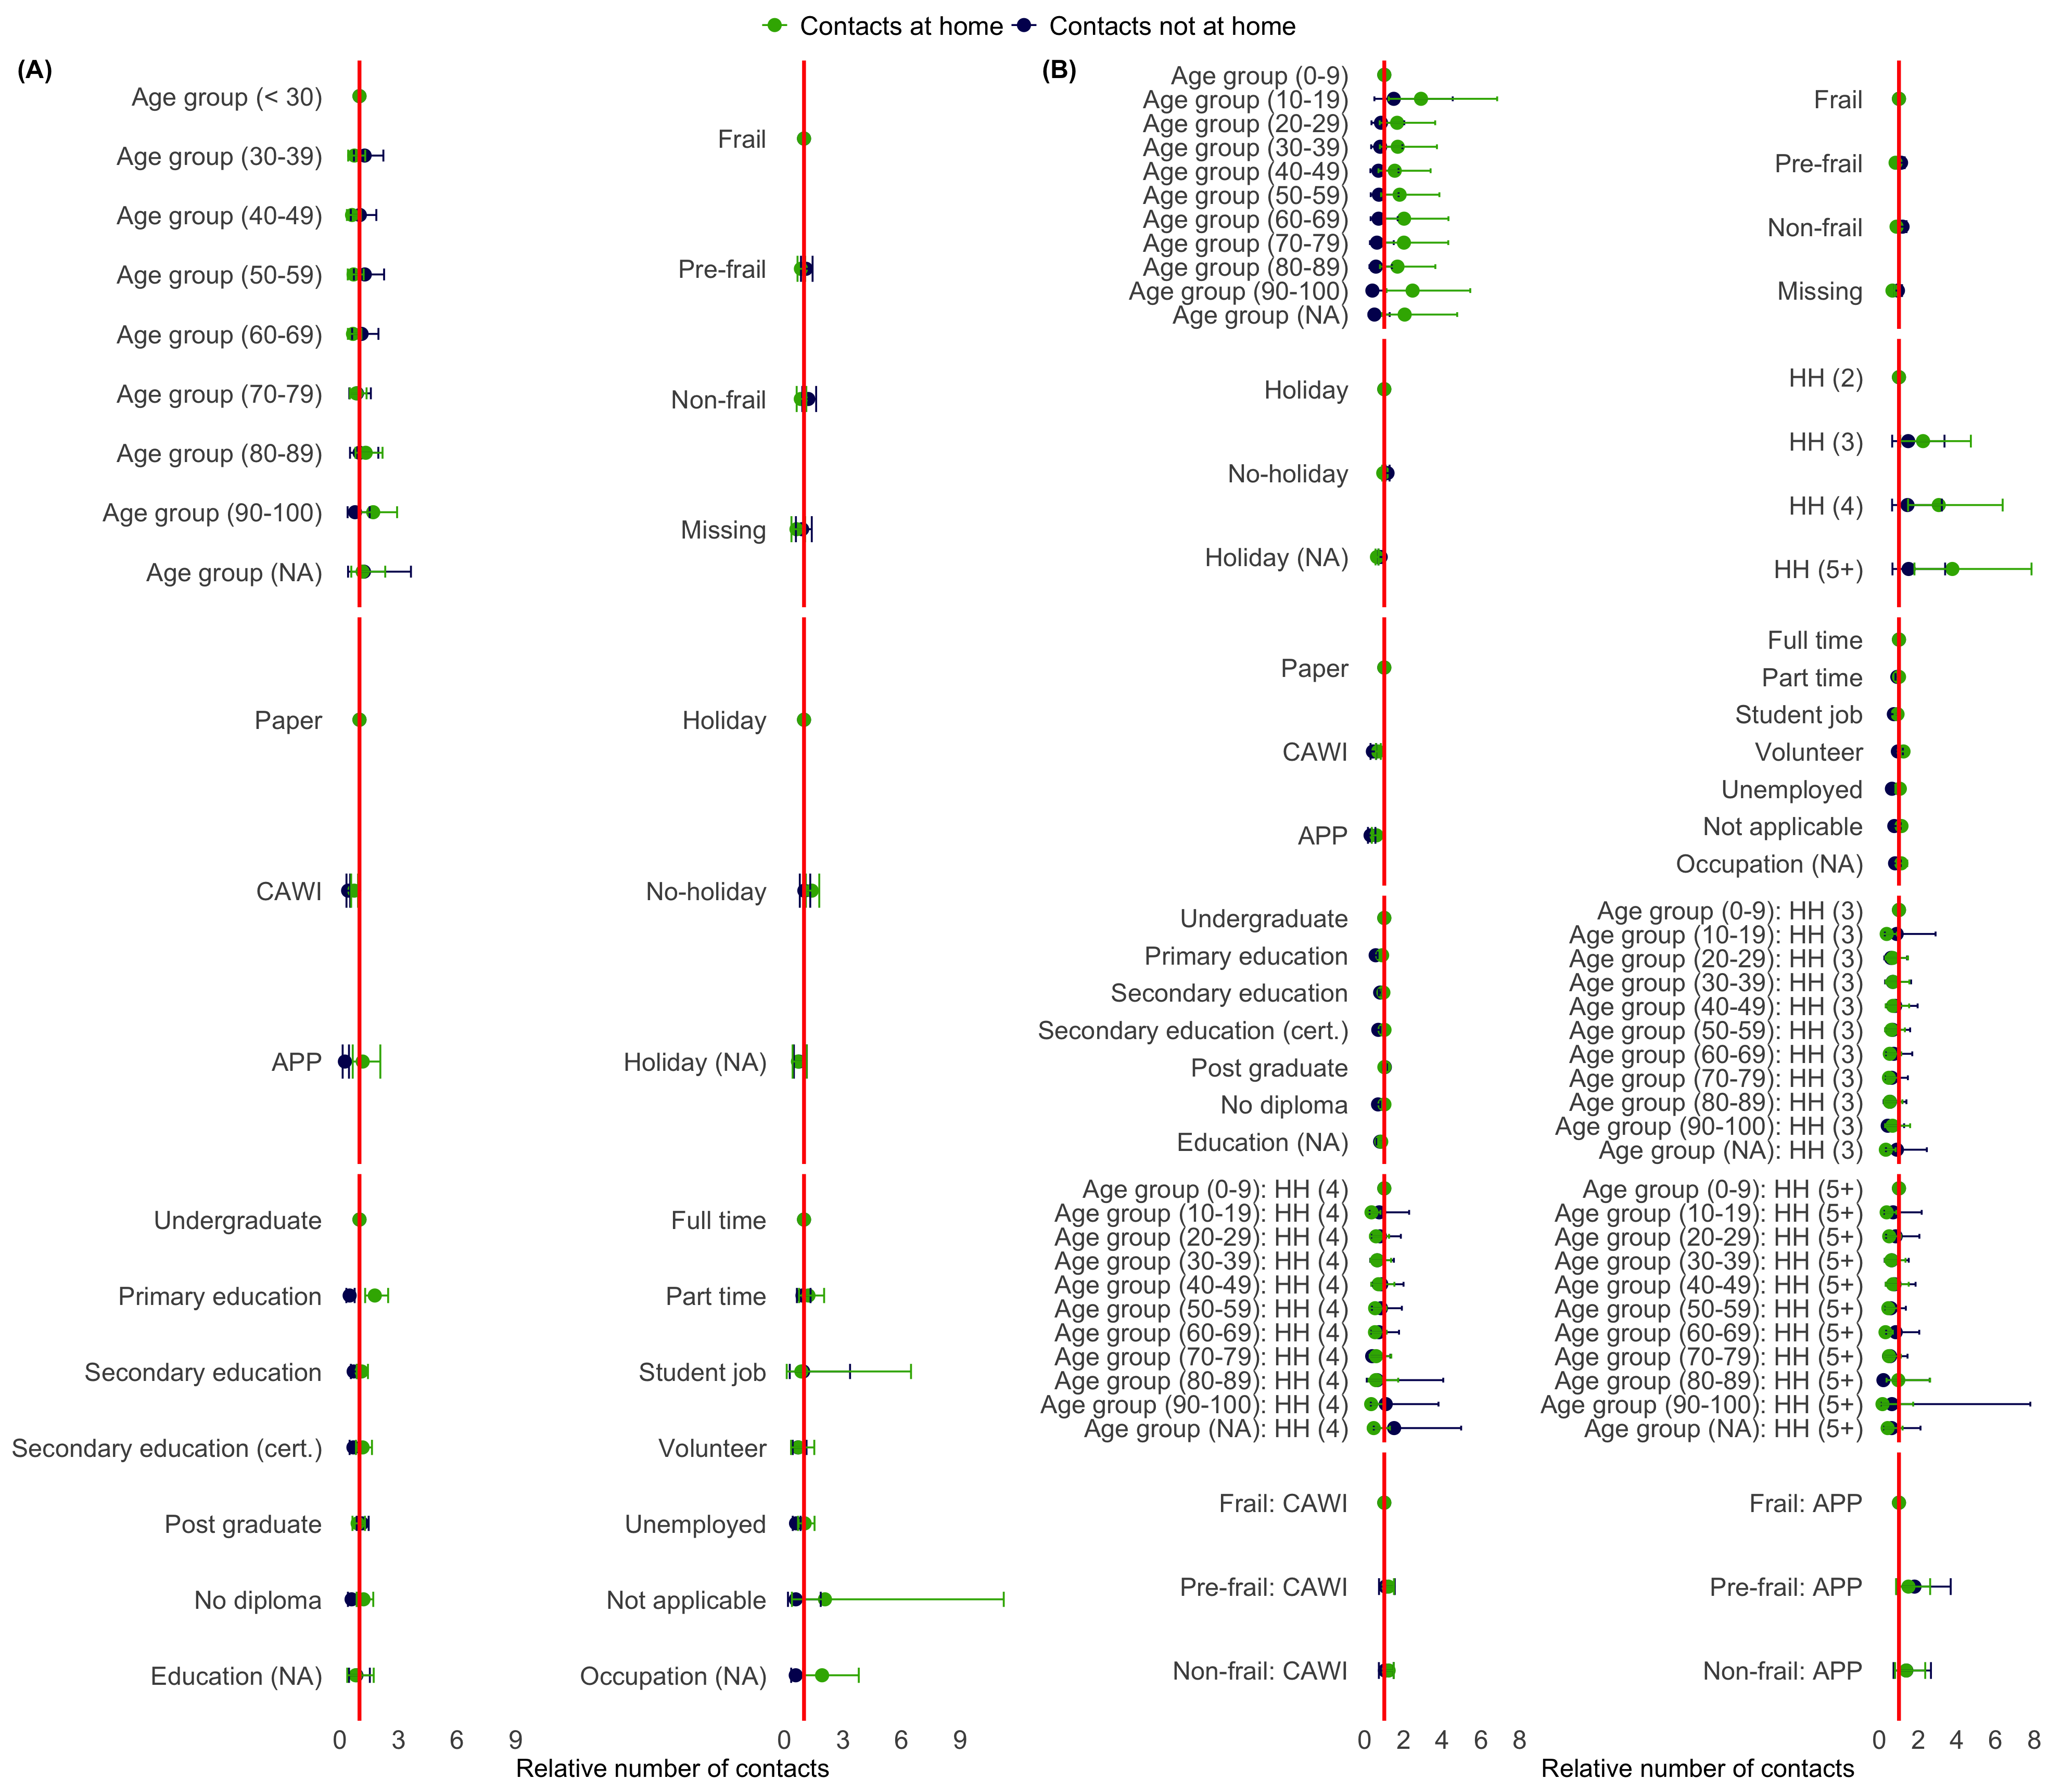 Contacts at home Contacts not at home
(A)
Age group (< 30)
Age group (30-39)
Age group (40-49)
Age group (50-59)
Age group (60-69)
Age group (70-79)
Age group (80-89)
Age group (90-100)
Age group (NA)
Paper
CAWI
APP
Undergraduate
Primary education
Secondary education
Secondary education (cert.)
Post graduate
No diploma
Education (NA)
0 3 6 9
Frail
Pre-frail
Non-frail
Missing
Holiday
No-holiday
Holiday (NA)
Full time
Part time
Student job
Volunteer
Unemployed
Not applicable
Occupation (NA)
0 3 6 9
Relative number of contacts
(B)
Age group (0-9)
Age group (10-19)
Age group (20-29)
Age group (30-39)
Age group (40-49)
Age group (50-59)
Age group (60-69)
Age group (70-79)
Age group (80-89)
Age group (90-100)
Age group (NA)
Holiday
No-holiday
Holiday (NA)
Paper
CAWI
APP
Undergraduate
Primary education
Secondary education
Secondary education (cert.)
Post graduate
No diploma
Education (NA)
Age group (0-9): HH (4)
Age group (10-19): HH (4)
Age group (20-29): HH (4)
Age group (30-39): HH (4)
Age group (40-49): HH (4)
Age group (50-59): HH (4)
Age group (60-69): HH (4)
Age group (70-79): HH (4)
Age group (80-89): HH (4)
Age group (90-100): HH (4)
Age group (NA): HH (4)
Frail: CAWI
Pre-frail: CAWI
Non-frail: CAWI
0 2 4 6 8
Frail
Pre-frail
Non-frail
Missing
HH (2)
HH (3)
HH (4)
HH (5+)
Full time
Part time
Student job
Volunteer
Unemployed
Not applicable
Occupation (NA)
Age group (0-9): HH (3)
Age group (10-19): HH (3)
Age group (20-29): HH (3)
Age group (30-39): HH (3)
Age group (40-49): HH (3)
Age group (50-59): HH (3)
Age group (60-69): HH (3)
Age group (70-79): HH (3)
Age group (80-89): HH (3)
Age group (90-100): HH (3)
Age group (NA): HH (3)
Age group (0-9): HH (5+)
Age group (10-19): HH (5+)
Age group (20-29): HH (5+)
Age group (30-39): HH (5+)
Age group (40-49): HH (5+)
Age group (50-59): HH (5+)
Age group (60-69): HH (5+)
Age group (70-79): HH (5+)
Age group (80-89): HH (5+)
Age group (90-100): HH (5+)
Age group (NA): HH (5+)
Frail: APP
Pre-frail: APP
Non-frail: APP
0 2 4 6 8
Relative number of contacts